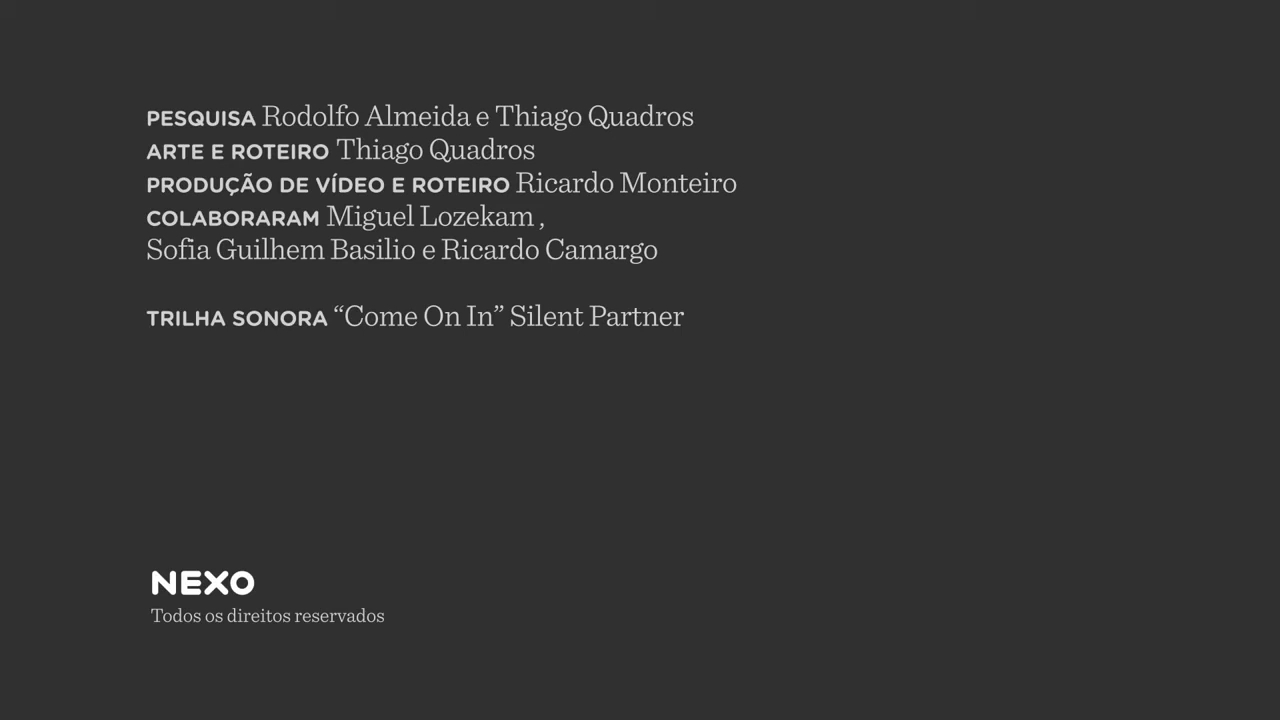 PESQUISA Rodolfo Almeida e Thiago Quadros
ARTE E ROTEIRO Thiago Quadros
PRODUÇÃO DE VÍDEO E ROTEIRO Ricardo Monteiro
COLABORARAM Miguel Lozekam ,
Sofia Guilhem Basilio e Ricardo Camargo
TRILHA SONORA “Come On In” Silent Partner
NEXO
Todos os direitos reservados